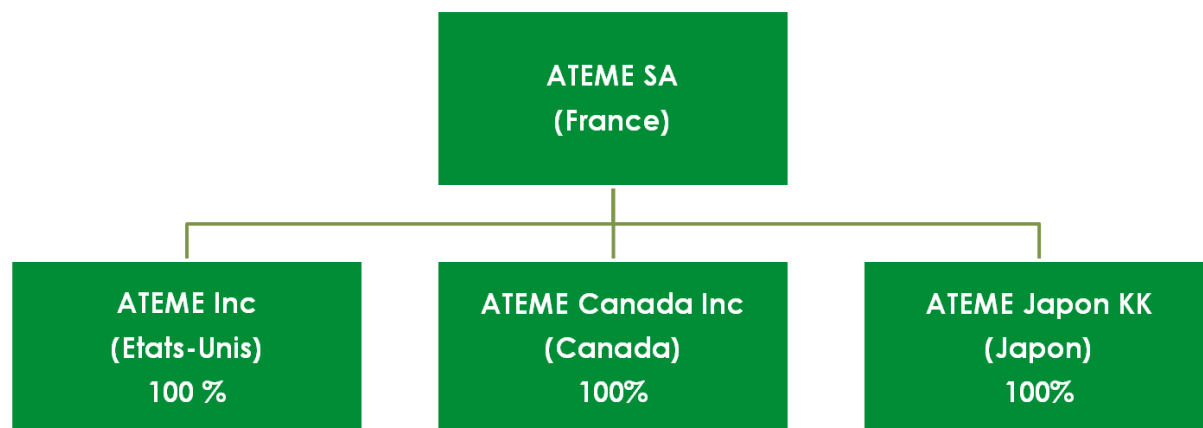 ATEME SA
(France)
ATEME Inc
(Etats-Unis)
100 %
ATEME Canada Inc
(Canada)
100%
ATEME Japon KK
(Japon)
100%